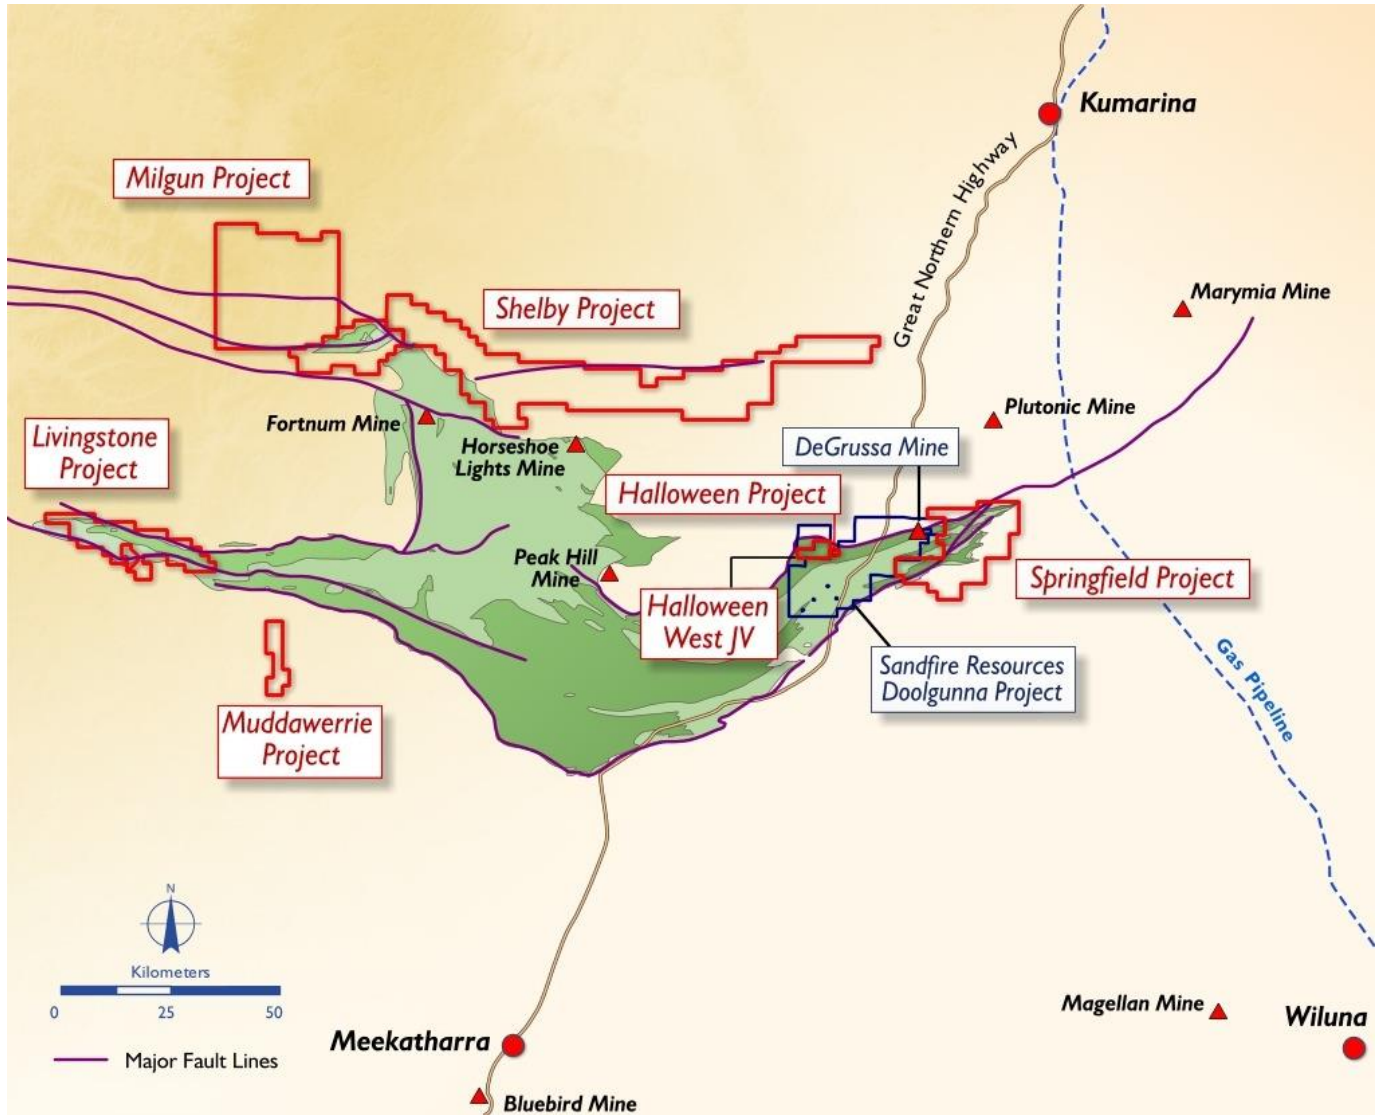 Kumarina
Milgun Project
Great Northern Highway
Marymia Mine
Shelby Project
Plutonic Mine
Fortnum Mine
Livingstone
Project
Horseshoe
Lights Mine
DeGrussa Mine
Halloween Project
Peak Hill
Mine
Springfield Project
Halloween
West JV
Muddawerrie
Project
Sandfire Resources
Doolgunna Project
Gas Pipeline
N
Kilometers
0 25 50
Major Fault Lines
Magellan Mine
Wiluna
Meekatharra
Bluebird Mine